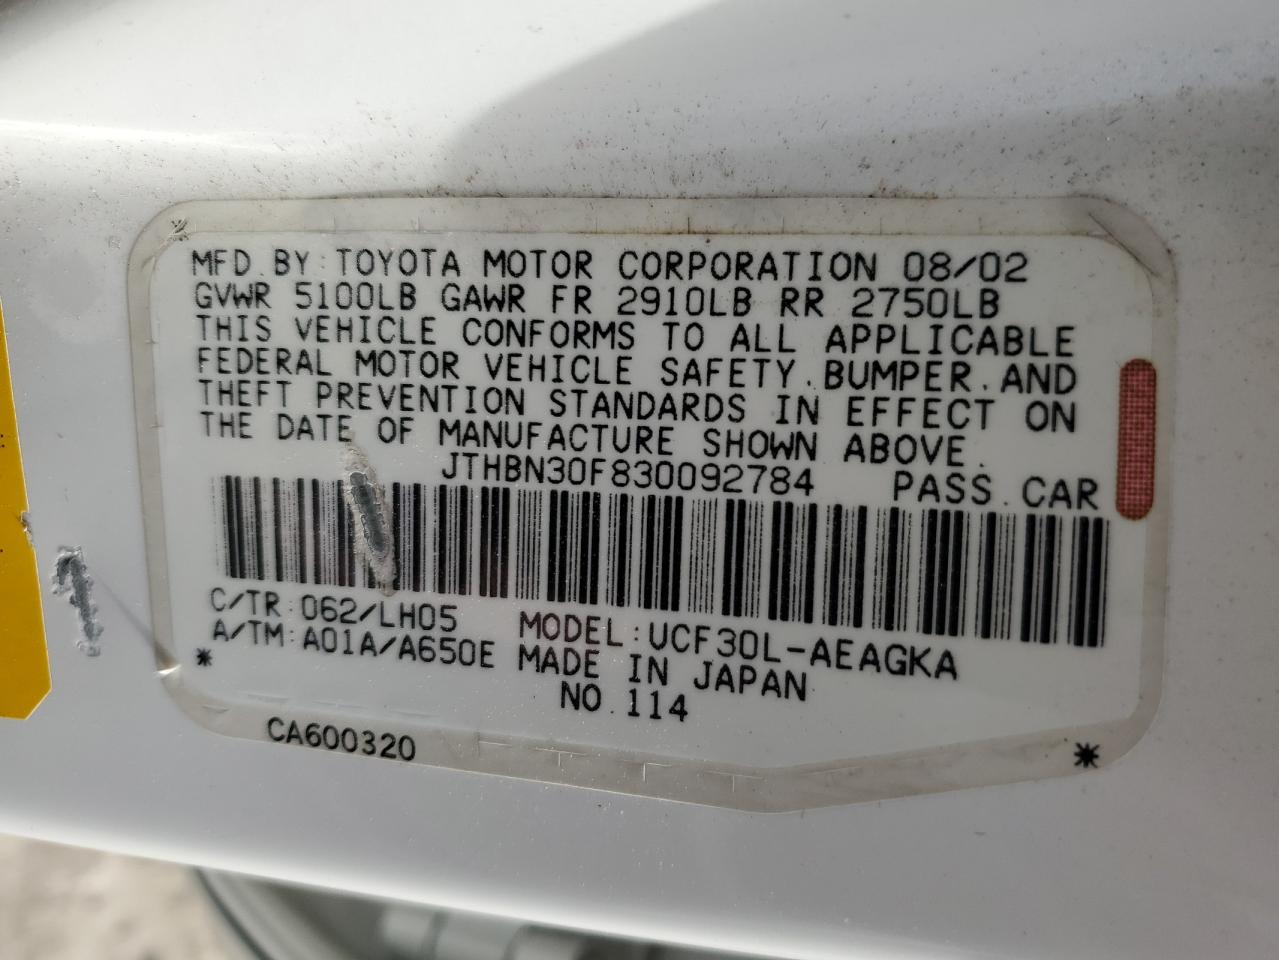 MFD. BY: TOYOTA MOTOR CORPORATION 08/02
GVWR 5100LB GAWR FR 2910LB RR 2750LB
THIS VEHICLE CONFORMS TO ALL APPLICABLE
FEDERAL MOTOR VEHICLE SAFETY, BUMPER, AND
THEFT PREVENTION STANDARDS IN EFFECT ON
THE DATE OF MANUFACTURE SHOWN ABOVE.
JTHBN30F830092784 PASS. CAR
C/TR: 062/LH05 MODEL: UCF30L-AEAGKA
A/TM: A01A/A650E MADE IN JAPAN
* NO. 114
CA600320 *